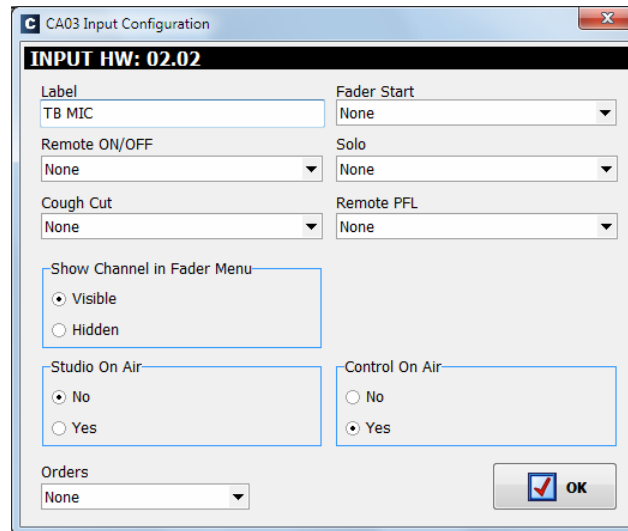 C CA03 Input Configuration
INPUT HW: 02.02
Label
TB MIC
Fader Start
None
Remote ON/OFF
None
Solo
None
Cough Cut
None
Remote PFL
None
Show Channel in Fader Menu
Visible
Hidden
Studio On Air
No
Yes
Control On Air
No
Yes
Orders
None
OK